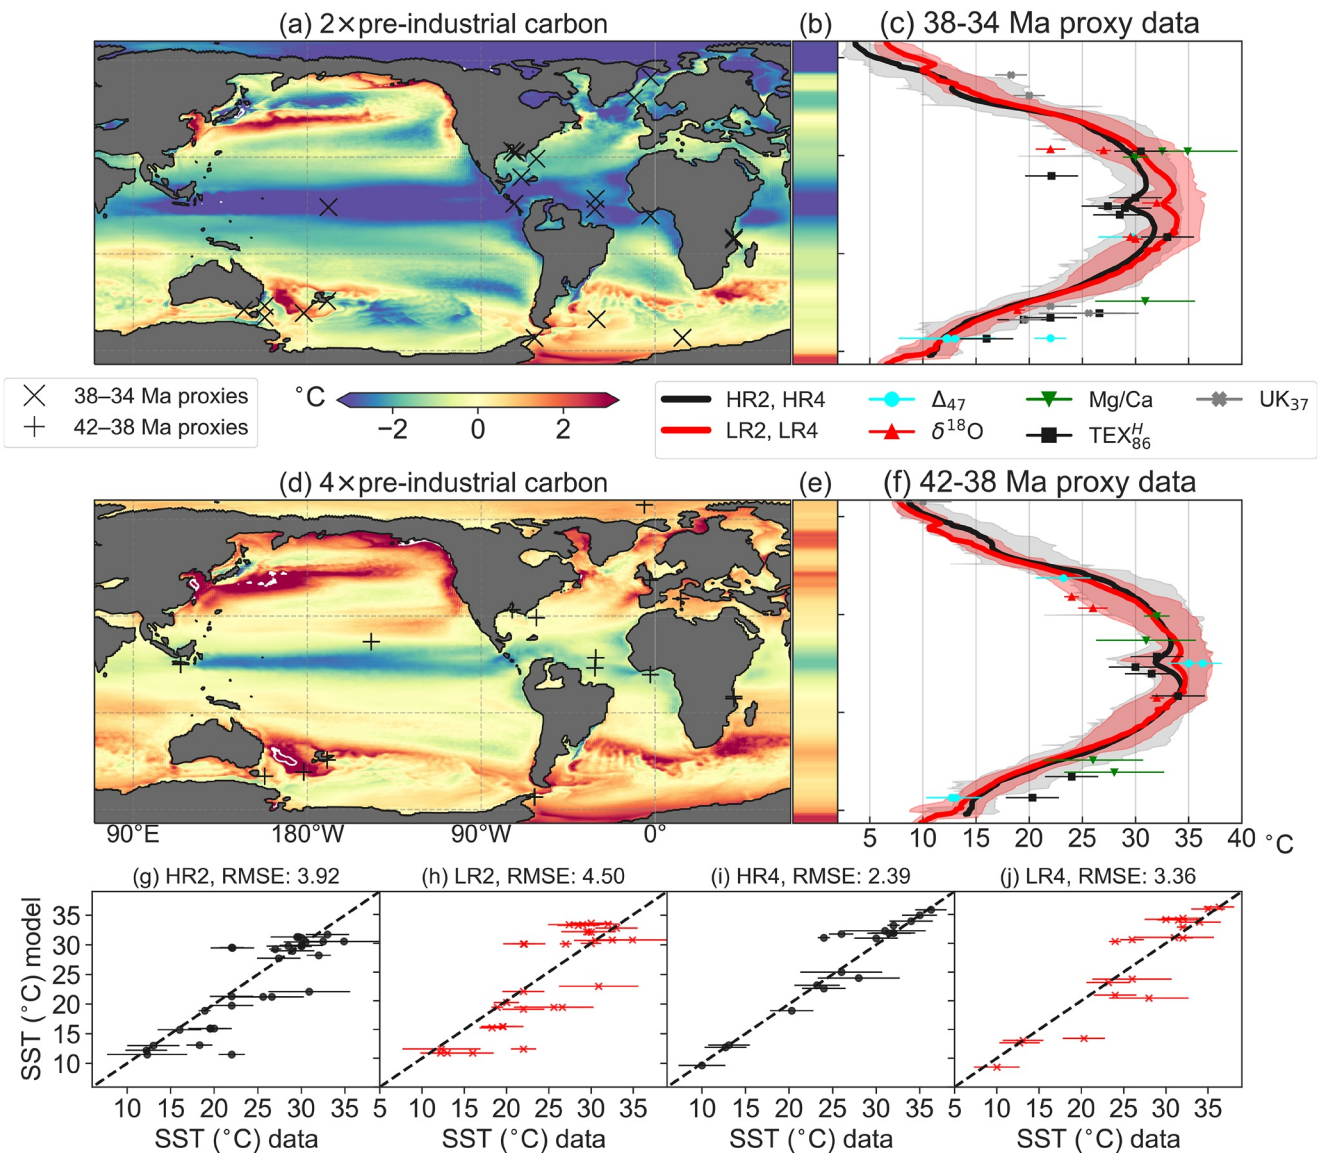 (a) 2×pre-industrial carbon
(b)
(c) 38-34 Ma proxy data
38–34 Ma proxies
42–38 Ma proxies
°C
−2 0 2
HR2, HR4
LR2, LR4
Δ47
δ18O
Mg/Ca
TEXH86
UK37
(d) 4×pre-industrial carbon
(e)
(f) 42-38 Ma proxy data
90°E 180°W 90°W 0°
5 10 15 20 25 30 35 40 °C
(g) HR2, RMSE: 3.92
(h) LR2, RMSE: 4.50
(i) HR4, RMSE: 2.39
(j) LR4, RMSE: 3.36
SST (°C) model
35
30
25
20
15
10
10 15 20 25 30 35
5 10 15 20 25 30 35
10 15 20 25 30 35
5 10 15 20 25 30 35
SST (°C) data
SST (°C) data
SST (°C) data
SST (°C) data